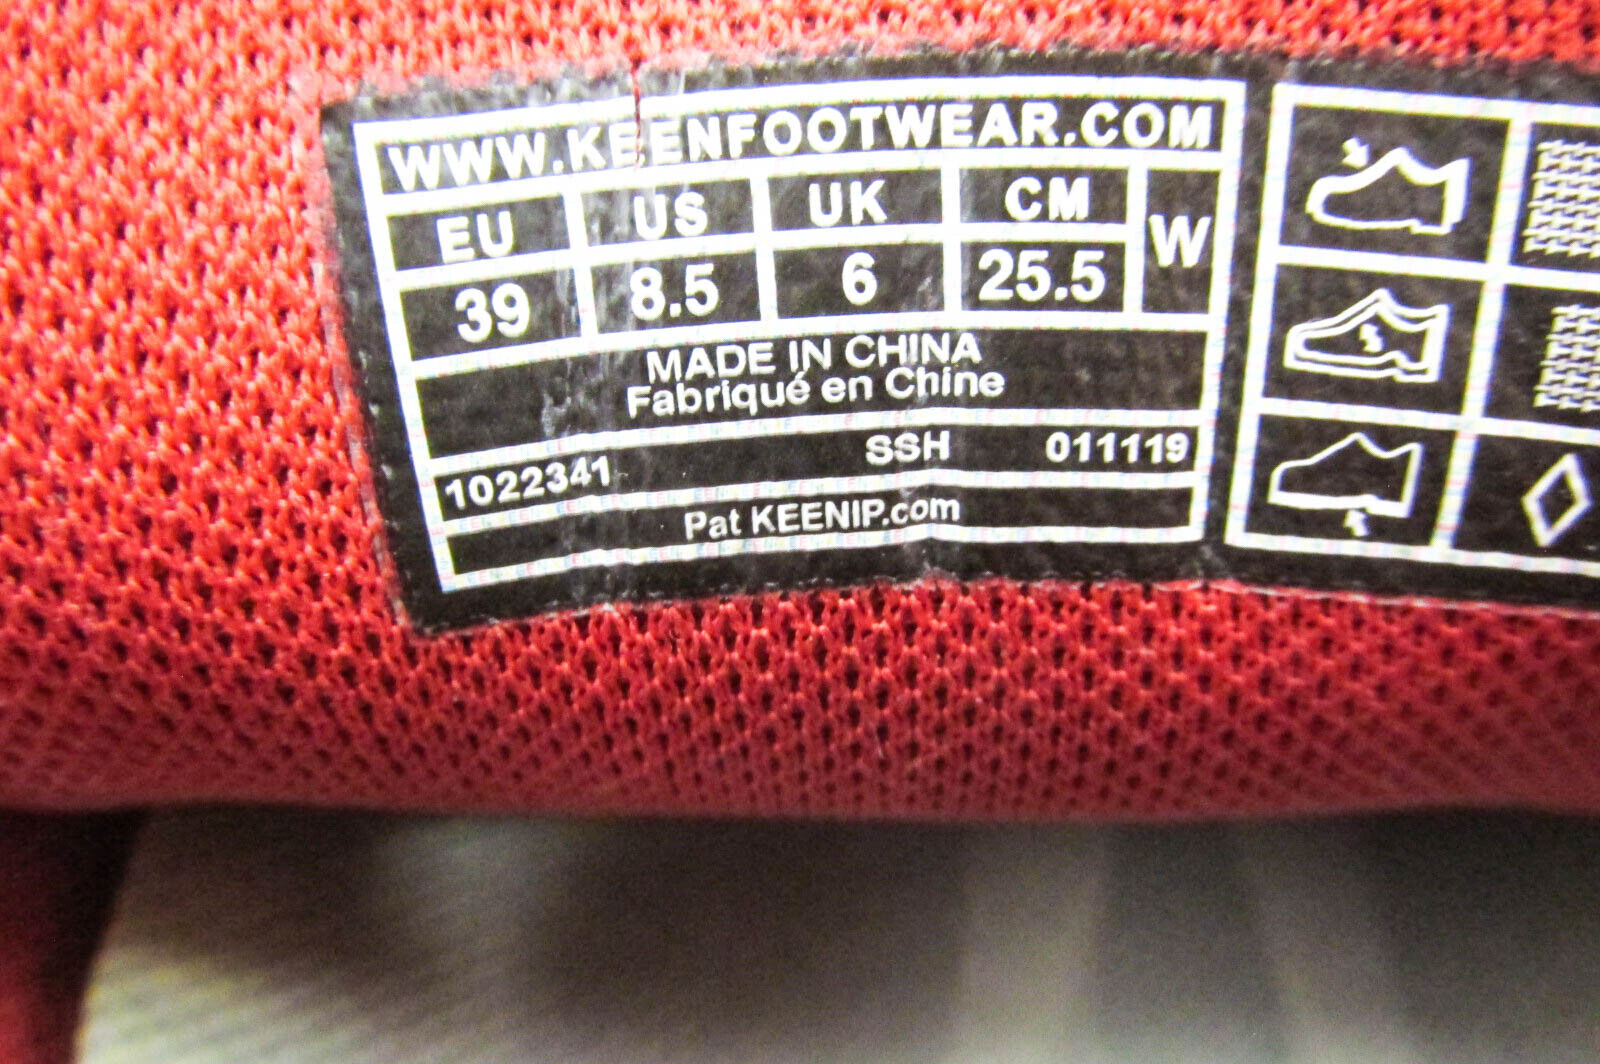 WWW.KEENFOOTWEAR.COM
EU US UK CM W
39 8.5 6 25.5
MADE IN CHINA
Fabriqué en Chine
1022341 SSH 011119
Pat KEENIP.com